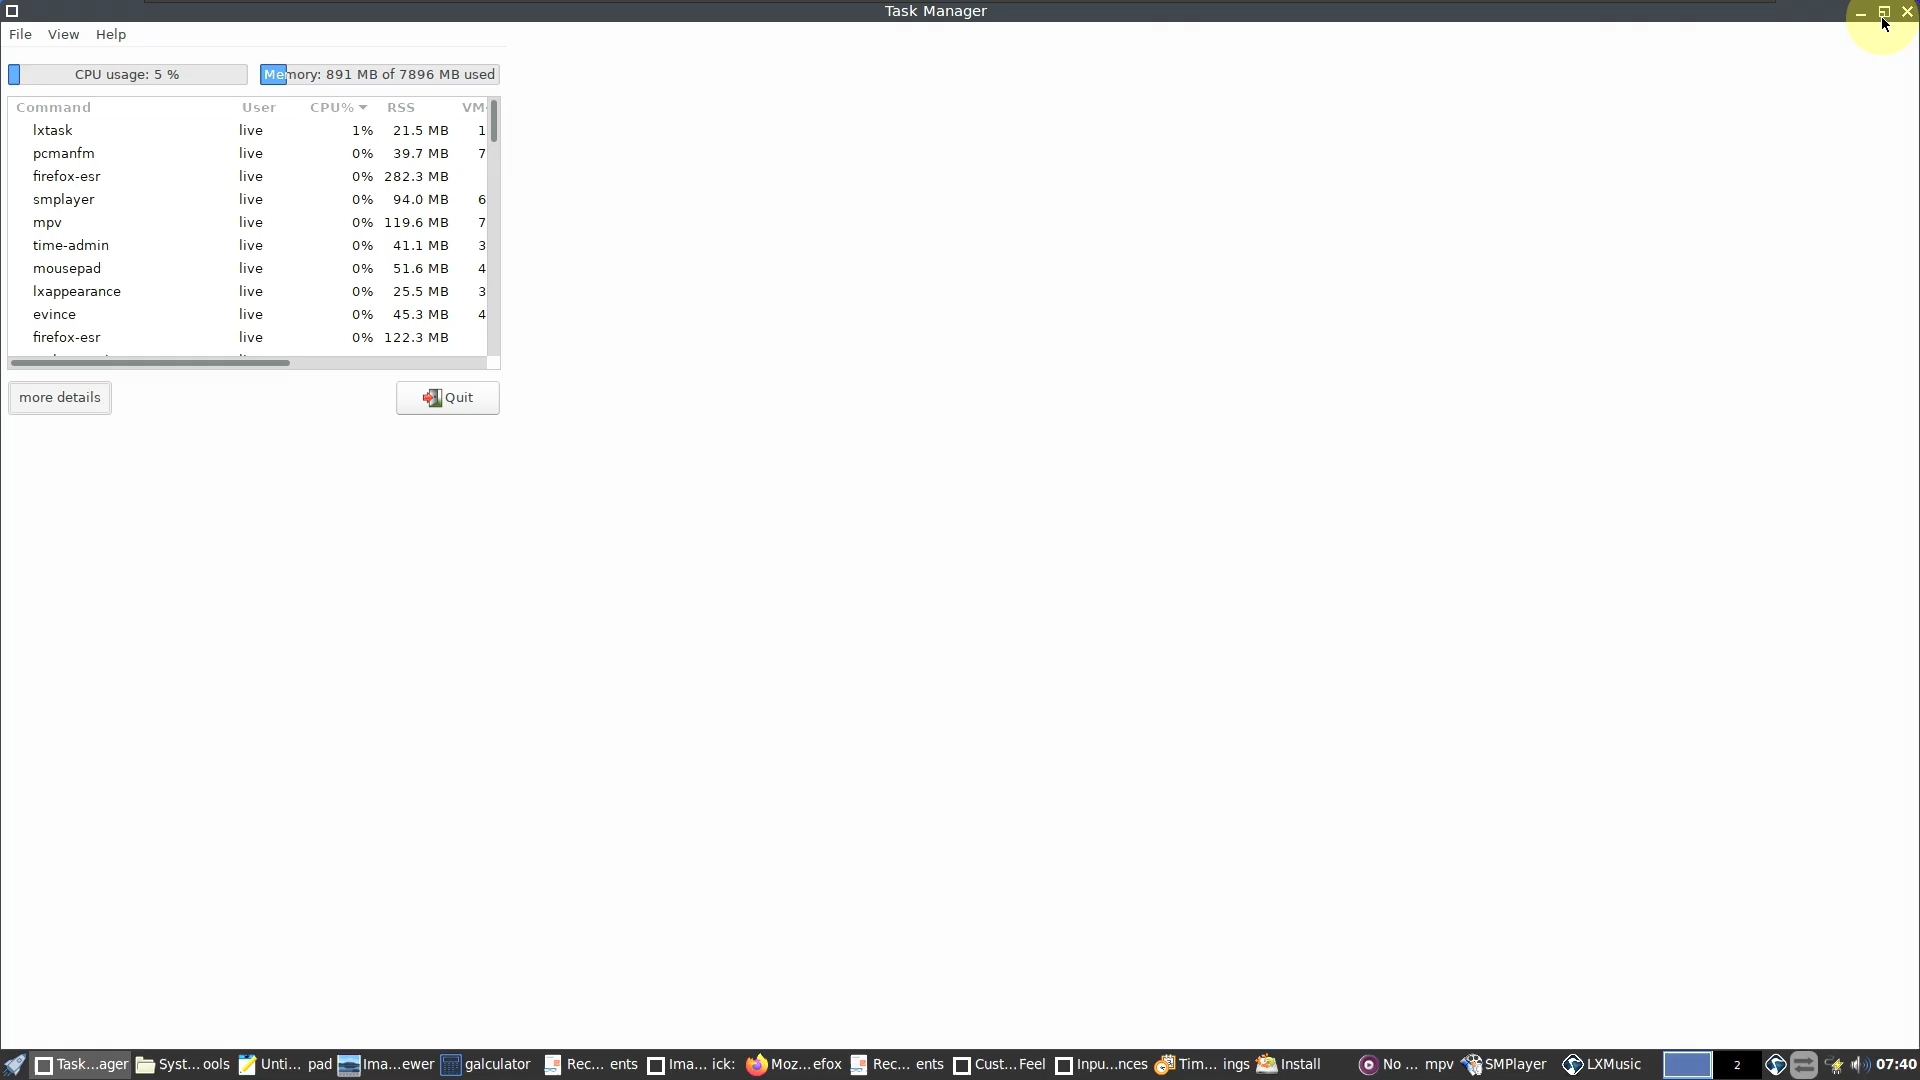 Task Manager
File View Help
CPU usage: 5 % Memory: 891 MB of 7896 MB used
Command User CPU% RSS VM-
lxtask live 1% 21.5 MB 1
pcmanfm live 0% 39.7 MB 7
firefox-esr live 0% 282.3 MB
smplayer live 0% 94.0 MB 6
mpv live 0% 119.6 MB 7
time-admin live 0% 41.1 MB 3
mousepad live 0% 51.6 MB 4
lxappearance live 0% 25.5 MB 3
evince live 0% 45.3 MB 4
firefox-esr live 0% 122.3 MB
more details Quit
Task...ager Syst... ools Unti... pad Ima...ewer galculator Rec... ents Ima... ick: Moz...efox Rec... ents Cust...Feel Inpu...nces Tim... ings Install No ... mpv SMPlayer LXMusic 2 07:40